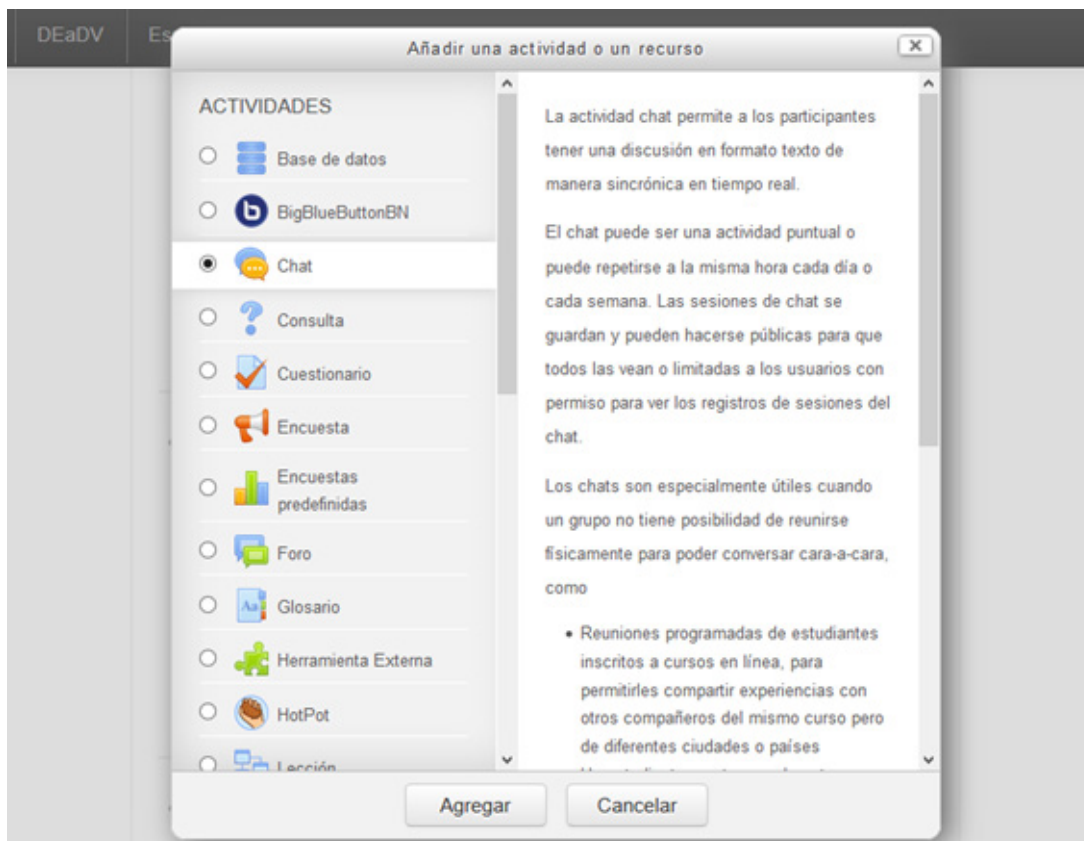 DEaDV
Es
Añadir una actividad o un recurso
ACTIVIDADES
Base de datos
BigBlueButtonBN
Chat
Consulta
Cuestionario
Encuesta
Encuestas
predefinidas
Foro
Glosario
Herramienta Externa
HotPot
Lección
La actividad chat permite a los participantes
tener una discusión en formato texto de
manera sincrónica en tiempo real.
El chat puede ser una actividad puntual o
puede repetirse a la misma hora cada día o
cada semana. Las sesiones de chat se
guardan y pueden hacerse públicas para que
todos las vean o limitadas a los usuarios con
permiso para ver los registros de sesiones del
chat.
Los chats son especialmente útiles cuando
un grupo no tiene posibilidad de reunirse
físicamente para poder conversar cara-a-cara,
como
• Reuniones programadas de estudiantes
inscritos a cursos en línea, para
permitirles compartir experiencias con
otros compañeros del mismo curso pero
de diferentes ciudades o países
Agregar
Cancelar